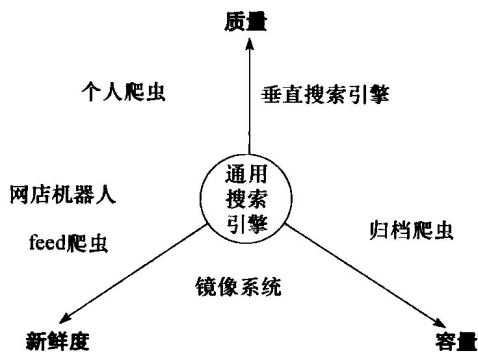 质量
个人爬虫
垂直搜索引擎
通用
搜索
引擎
网店机器人
feed爬虫
归档爬虫
镜像系统
新鲜度
容量